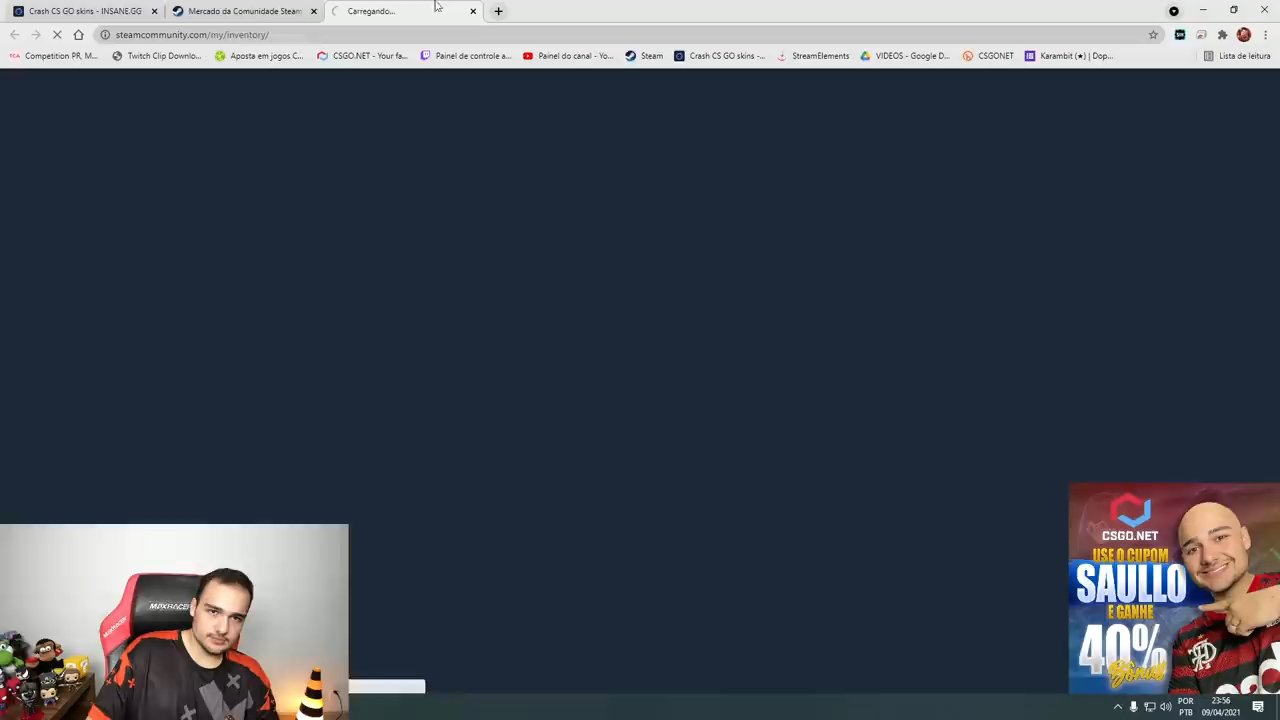 Crash CS GO skins - INSANE.GG
Mercado da Comunidade Steam
Carregando...
steamcommunity.com/my/inventory/
Competition PR, M...
Twitch Clip Downlo...
Aposta em jogos C...
CSGO.NET - Your fa...
Painel de controle a...
Painel do canal - Yo...
Steam
Crash CS GO skins -...
StreamElements
VIDEOS - Google D...
CSGONET
Karambit (★) | Dop...
Lista de leitura
MAXRACER
CSGO.NET
USE O CUPOM
SAULLO
E GANHE
40%
Bônus
POR
PTB
23:56
09/04/2021